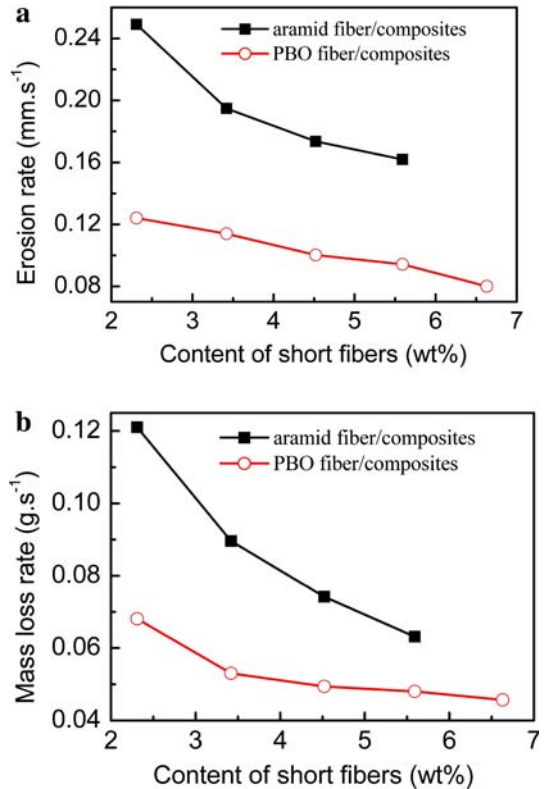 a
0.24
0.20
0.16
0.12
0.08
Erosion rate (mm.s⁻¹)
aramid fiber/composites
PBO fiber/composites
2 3 4 5 6 7
Content of short fibers (wt%)
b
0.12
0.10
0.08
0.06
0.04
Mass loss rate (g.s⁻¹)
aramid fiber/composites
PBO fiber/composites
2 3 4 5 6 7
Content of short fibers (wt%)